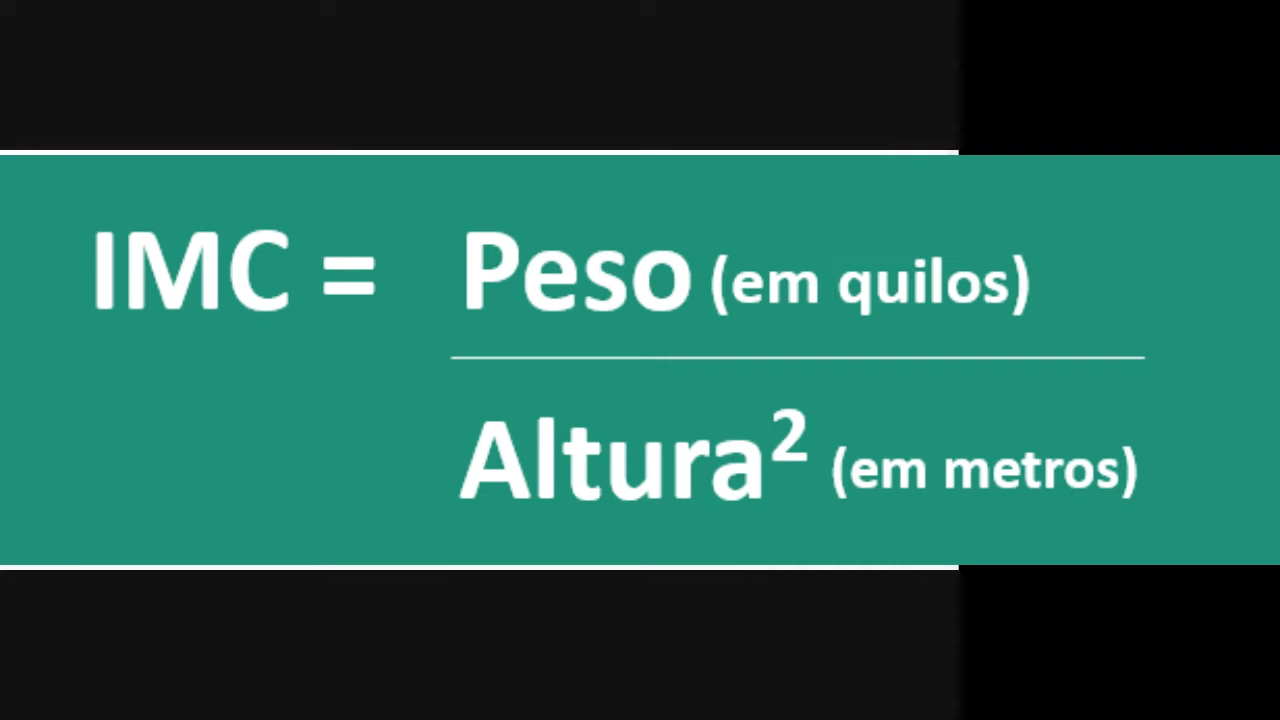 IMC = Peso (em quilos)
Altura² (em metros)